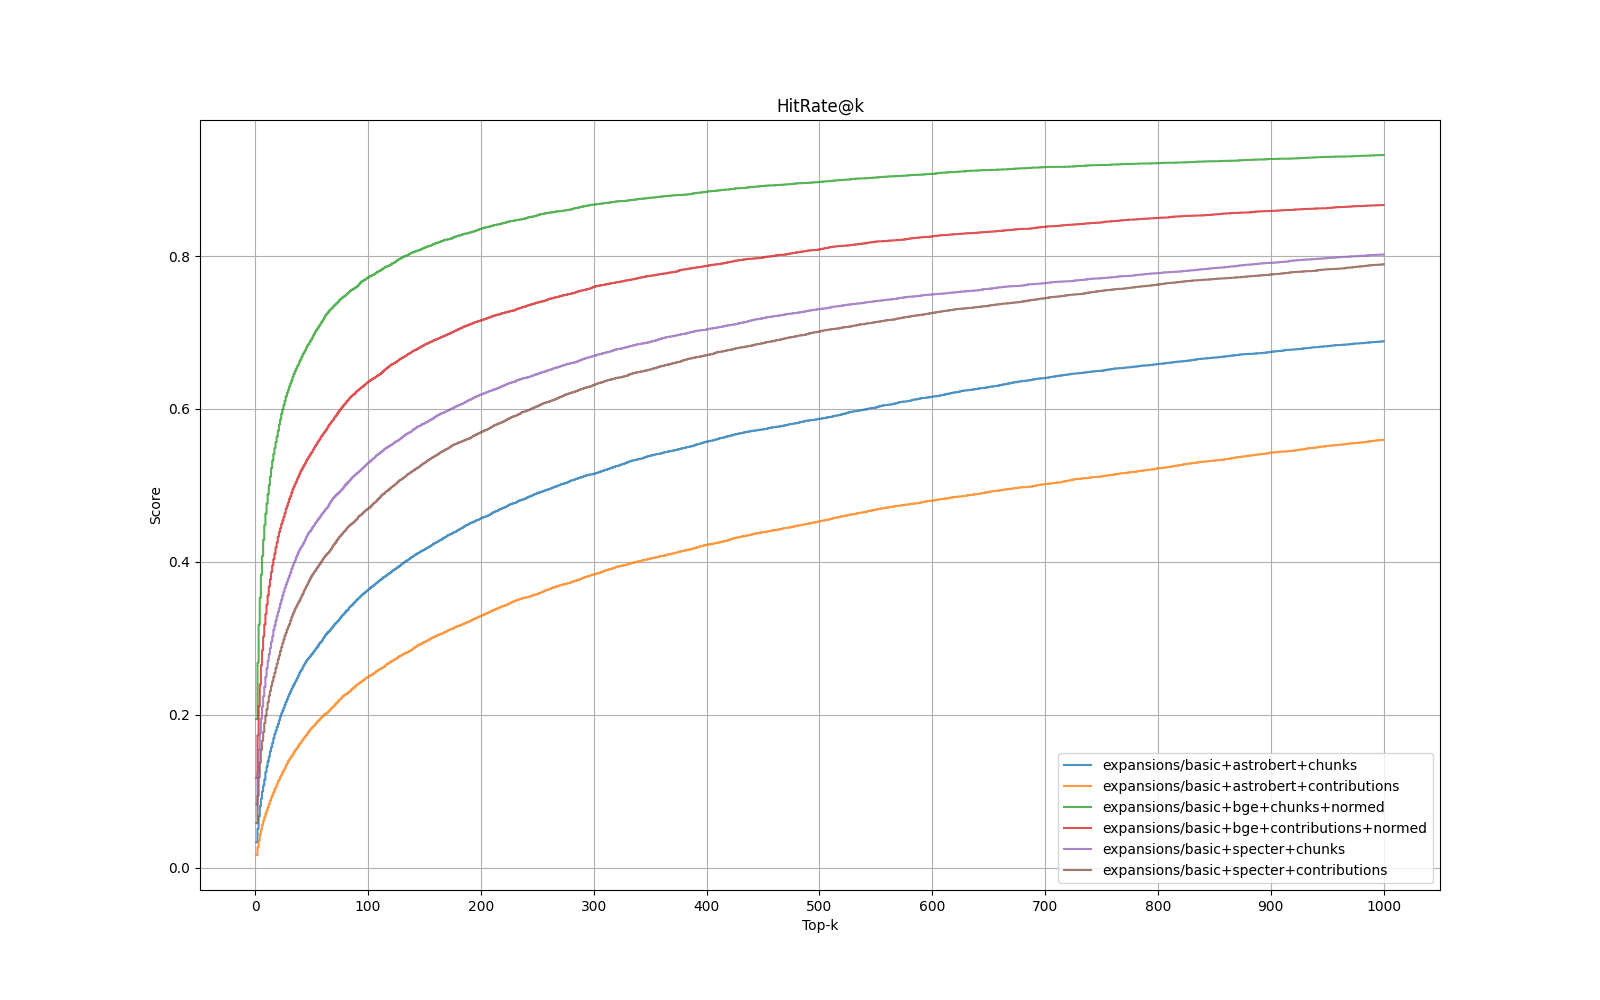 HitRate@k
Score
0.8
0.6
0.4
0.2
0.0
expansions/basic+astrobert+chunks
expansions/basic+astrobert+contributions
expansions/basic+bge+chunks+normed
expansions/basic+bge+contributions+normed
expansions/basic+specter+chunks
expansions/basic+specter+contributions
0 100 200 300 400 500 600 700 800 900 1000
Top-k